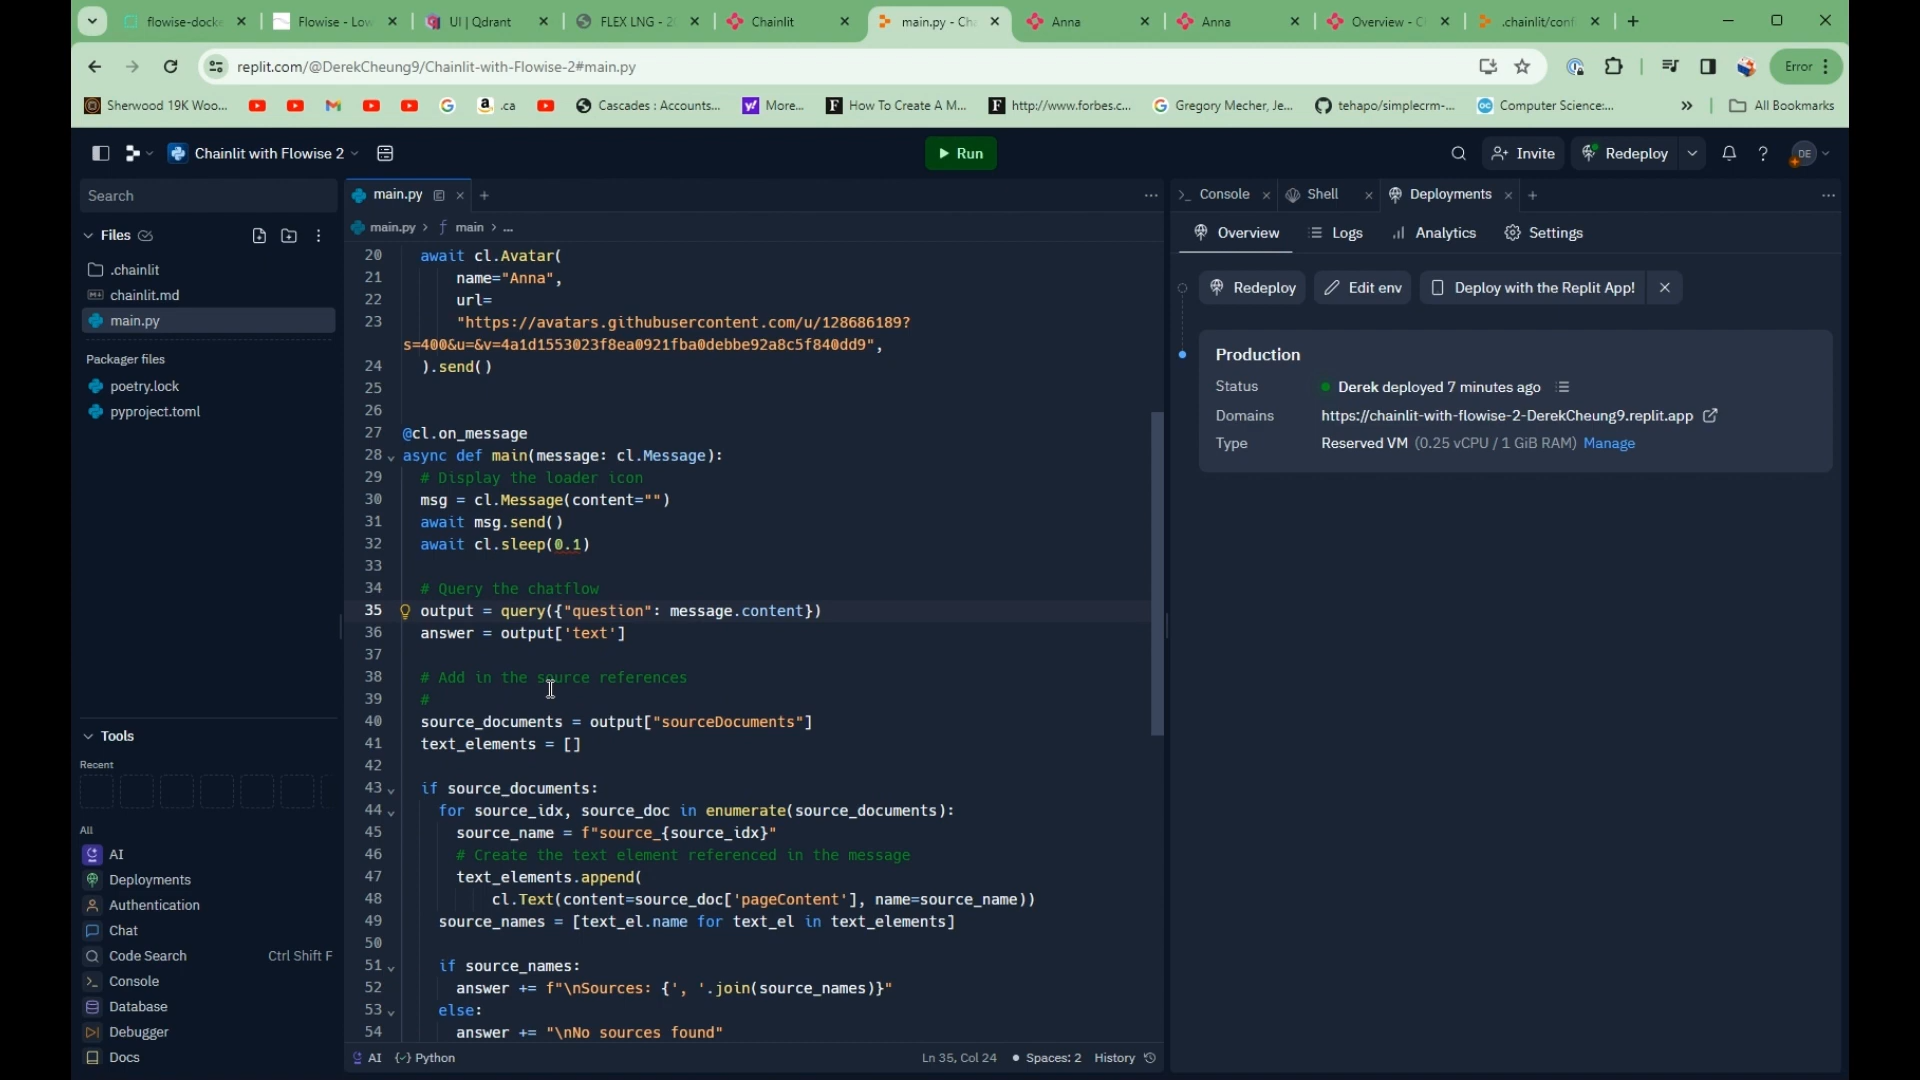 flowise-docke
Flowise - Low
UI | Qdrant
FLEX LNG - 2
Chainlit
main.py - Cha
Anna
Anna
Overview - C
.chainlit/conf
replit.com/@DerekCheung9/Chainlit-with-Flowise-2#main.py
Error
Sherwood 19K Woo...
.ca
Cascades : Accounts...
More...
How To Create A M...
http://www.forbes.c...
Gregory Mecher, Je...
tehapo/simplecrm-...
Computer Science:...
»
All Bookmarks
Chainlit with Flowise 2
Run
Invite
Redeploy
DE
Search
Files
.chainlit
chainlit.md
main.py
Packager files
poetry.lock
pyproject.toml
Tools
Recent
All
AI
Deployments
Authentication
Chat
Code Search Ctrl Shift F
Console
Database
Debugger
Docs
main.py
main.py > main > ...
20 await cl.Avatar(
21 name="Anna",
22 url=
23 "https://avatars.githubusercontent.com/u/128686189?
s=400&u=&v=4a1d1553023f8ea0921fba0debbe92a8c5f840dd9",
24 ).send()
25
26
27 @cl.on_message
28 async def main(message: cl.Message):
29 # Display the loader icon
30 msg = cl.Message(content="")
31 await msg.send()
32 await cl.sleep(0.1)
33
34 # Query the chatflow
35 output = query({"question": message.content})
36 answer = output['text']
37
38 # Add in the source references
39 #
40 source_documents = output["sourceDocuments"]
41 text_elements = []
42
43 if source_documents:
44 for source_idx, source_doc in enumerate(source_documents):
45 source_name = f"source_{source_idx}"
46 # Create the text element referenced in the message
47 text_elements.append(
48 cl.Text(content=source_doc['pageContent'], name=source_name))
49 source_names = [text_el.name for text_el in text_elements]
50
51 if source_names:
52 answer += f"\nSources: {', '.join(source_names)}"
53 else:
54 answer += "\nNo sources found"
AI {} Python
Ln 35, Col 24
Spaces: 2
History
Console
Shell
Deployments
Overview
Logs
Analytics
Settings
Redeploy
Edit env
Deploy with the Replit App!
Production
Status Derek deployed 7 minutes ago
Domains https://chainlit-with-flowise-2-DerekCheung9.replit.app
Type Reserved VM (0.25 vCPU / 1 GiB RAM) Manage